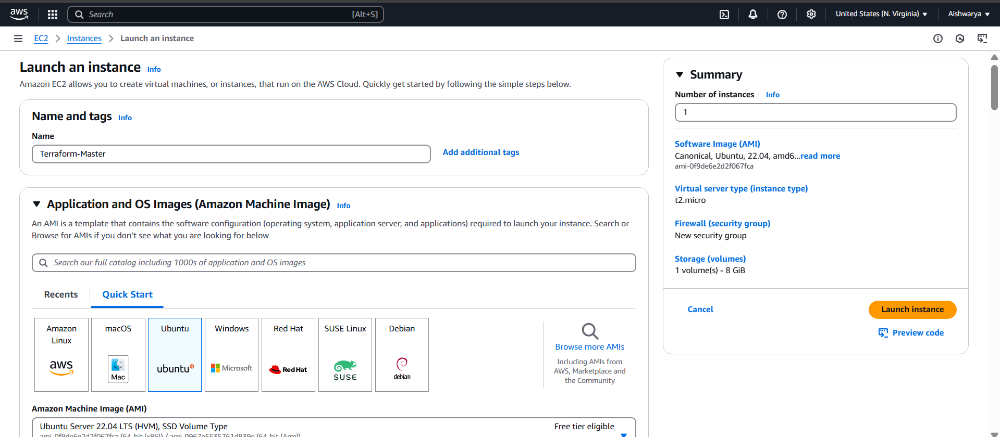 aws
Search [Alt+S]
United States (N. Virginia)
Aishwarya
EC2
Instances
Launch an instance
Launch an instance Info
Amazon EC2 allows you to create virtual machines, or instances, that run on the AWS Cloud. Quickly get started by following the simple steps below.
Name and tags Info
Name
Terraform-Master
Add additional tags
Application and OS Images (Amazon Machine Image) Info
An AMI is a template that contains the software configuration (operating system, application server, and applications) required to launch your instance. Search or
Browse for AMIs if you don’t see what you are looking for below
Search our full catalog including 1000s of application and OS images
Recents
Quick Start
Amazon
Linux
aws
macOS
Mac
Ubuntu
ubuntu
Windows
Microsoft
Red Hat
Red Hat
SUSE Linux
SUSE
Debian
debian
Browse more AMIs
Including AMIs from
AWS, Marketplace and
the Community
Amazon Machine Image (AMI)
Ubuntu Server 22.04 LTS (HVM), SSD Volume Type
Free tier eligible
ami-0f9de6e2d2f067fca (64-bit (x86)) / ami-0967e5535761d839e (64-bit (Arm))
Summary
Number of instances Info
1
Software Image (AMI)
Canonical, Ubuntu, 22.04, amd6...read more
ami-0f9de6e2d2f067fca
Virtual server type (instance type)
t2.micro
Firewall (security group)
New security group
Storage (volumes)
1 volume(s) - 8 GiB
Cancel
Launch instance
Preview code